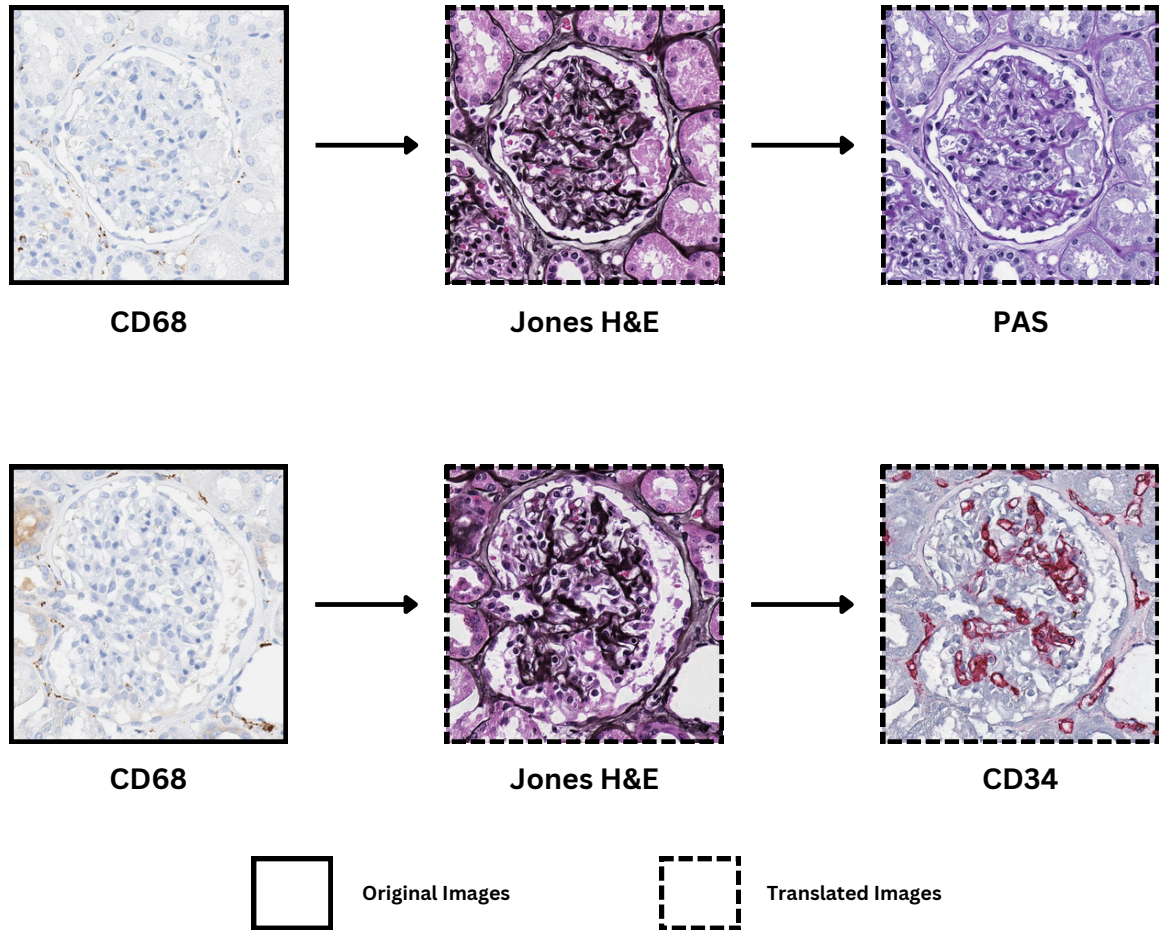 CD68
Jones H&E
PAS
CD68
Jones H&E
CD34
Original Images
Translated Images